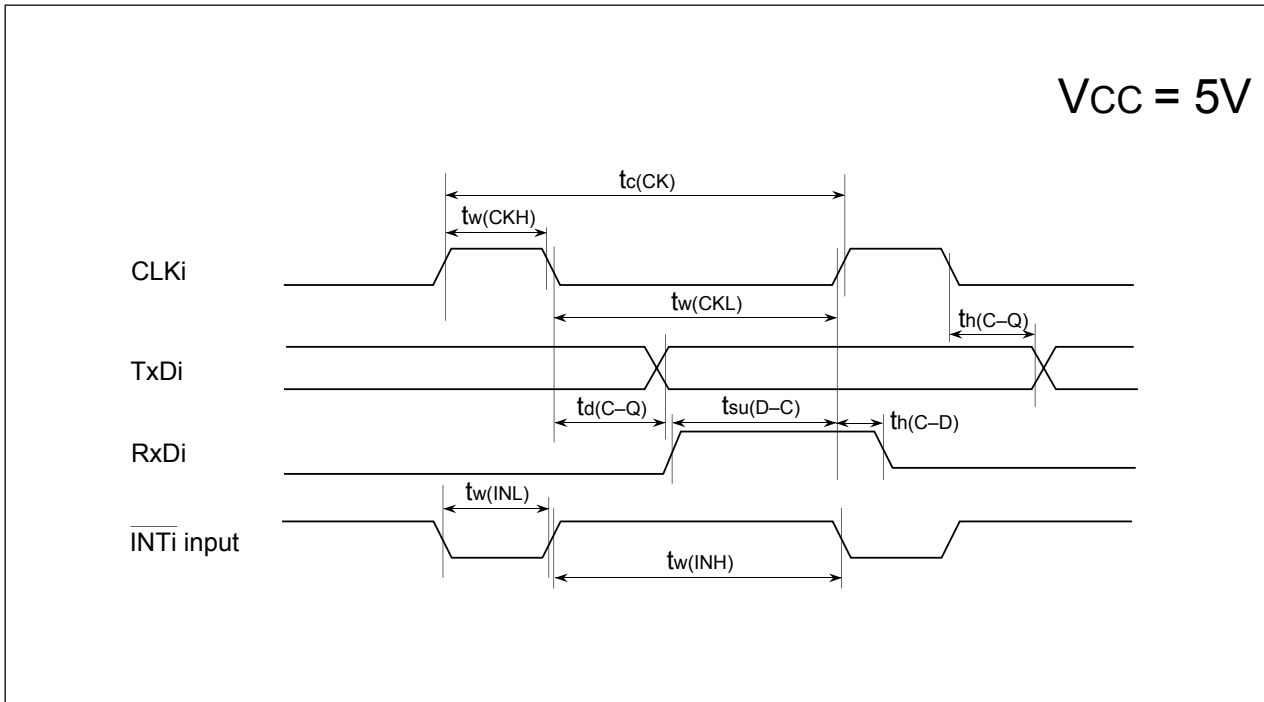 VCC = 5V
tc(CK)
tw(CKH)
CLKi
tw(CKL)
th(C–Q)
TxDi
td(C–Q)
tsu(D–C)
th(C–D)
RxDi
tw(INL)
INTi input
tw(INH)